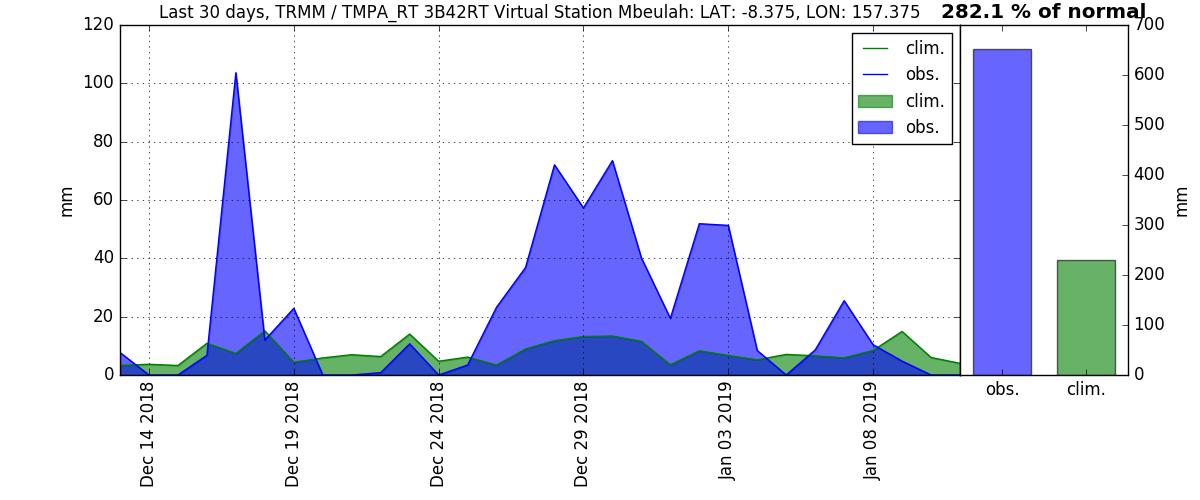 Last 30 days, TRMM / TMPA_RT 3B42RT Virtual Station Mbeulah: LAT: -8.375, LON: 157.375
282.1 % of normal
120
100
80
60
40
20
0
mm
Dec 14 2018
Dec 19 2018
Dec 24 2018
Dec 29 2018
Jan 03 2019
Jan 08 2019
clim.
obs.
clim.
obs.
700
600
500
400
300
200
100
0
mm
obs.
clim.